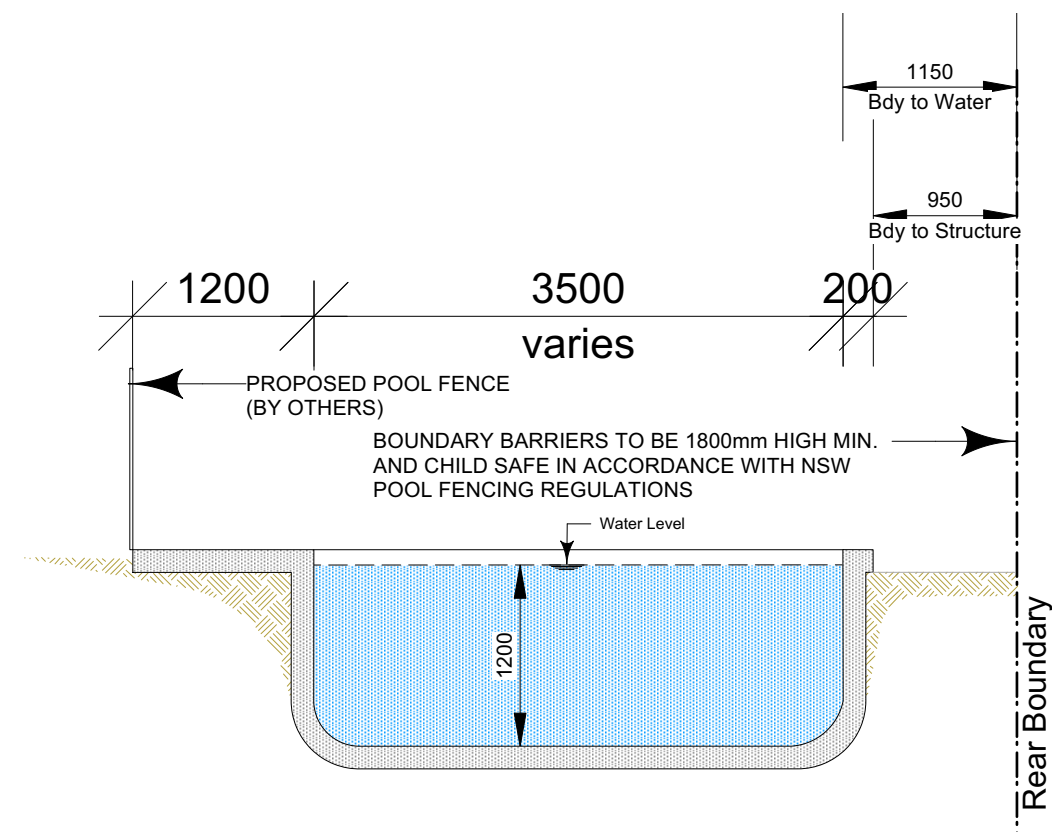 1150
Bdy to Water
950
Bdy to Structure
1200
3500
200
varies
PROPOSED POOL FENCE
(BY OTHERS)
BOUNDARY BARRIERS TO BE 1800mm HIGH MIN.
AND CHILD SAFE IN ACCORDANCE WITH NSW
POOL FENCING REGULATIONS
Water Level
1200
Rear Boundary